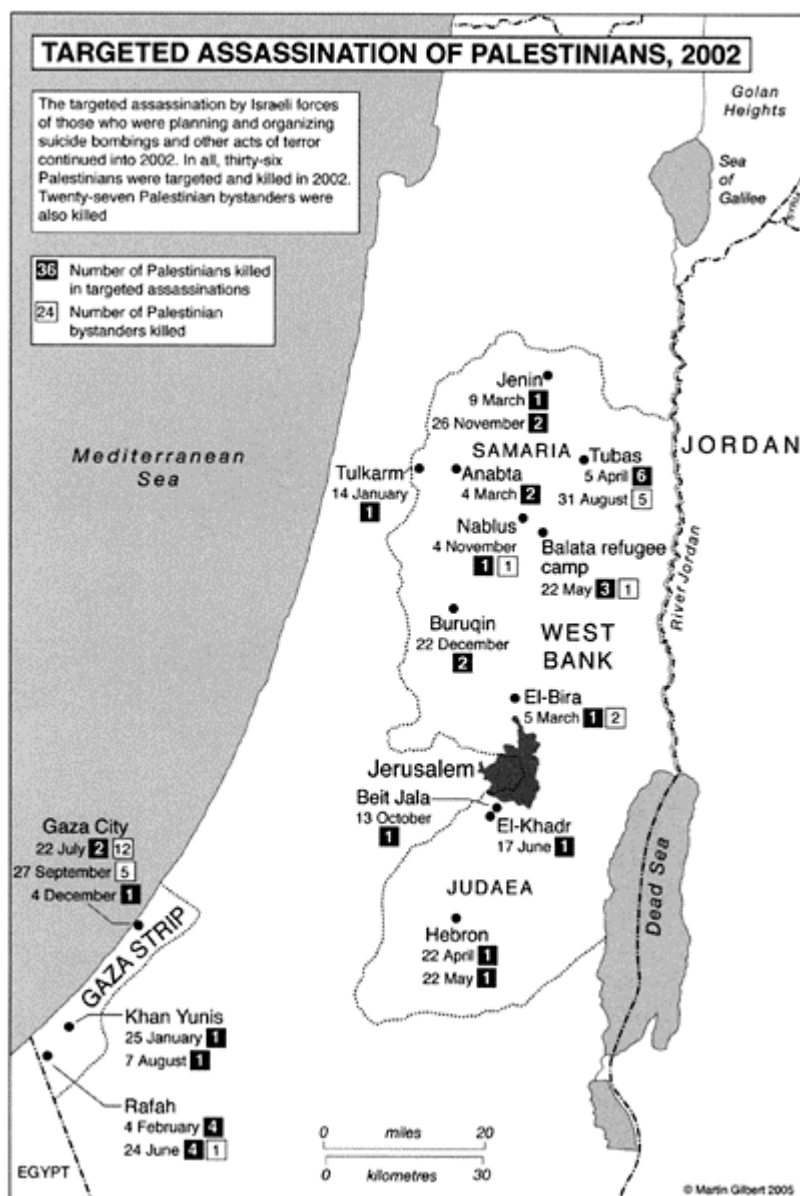 TARGETED ASSASSINATION OF PALESTINIANS, 2002
The targeted assassination by Israeli forces
of those who were planning and organizing
suicide bombings and other acts of terror
continued into 2002. In all, thirty-six
Palestinians were targeted and killed in 2002.
Twenty-seven Palestinian bystanders were
also killed
36 Number of Palestinians killed
in targeted assassinations
24 Number of Palestinian
bystanders killed
Golan
Heights
Sea
of
Galilee
SYRIA
Mediterranean
Sea
JORDAN
River Jordan
Jenin
9 March 1
26 November 2
SAMARIA
Tubas
5 April 6
31 August 5
Tulkarm
14 January
1
Anabta
4 March 2
Nablus
4 November
1 1
Balata refugee
camp
22 May 3 1
Buruqin
22 December
2
WEST
BANK
El-Bira
5 March 1 2
Jerusalem
Beit Jala
13 October
1
El-Khadr
17 June 1
JUDAEA
Hebron
22 April 1
22 May 1
Dead Sea
Gaza City
22 July 2 12
27 September 5
4 December 1
GAZA STRIP
Khan Yunis
25 January 1
7 August 1
Rafah
4 February 4
24 June 4 1
EGYPT
0 miles 20
0 kilometres 30
© Martin Gilbert 2005